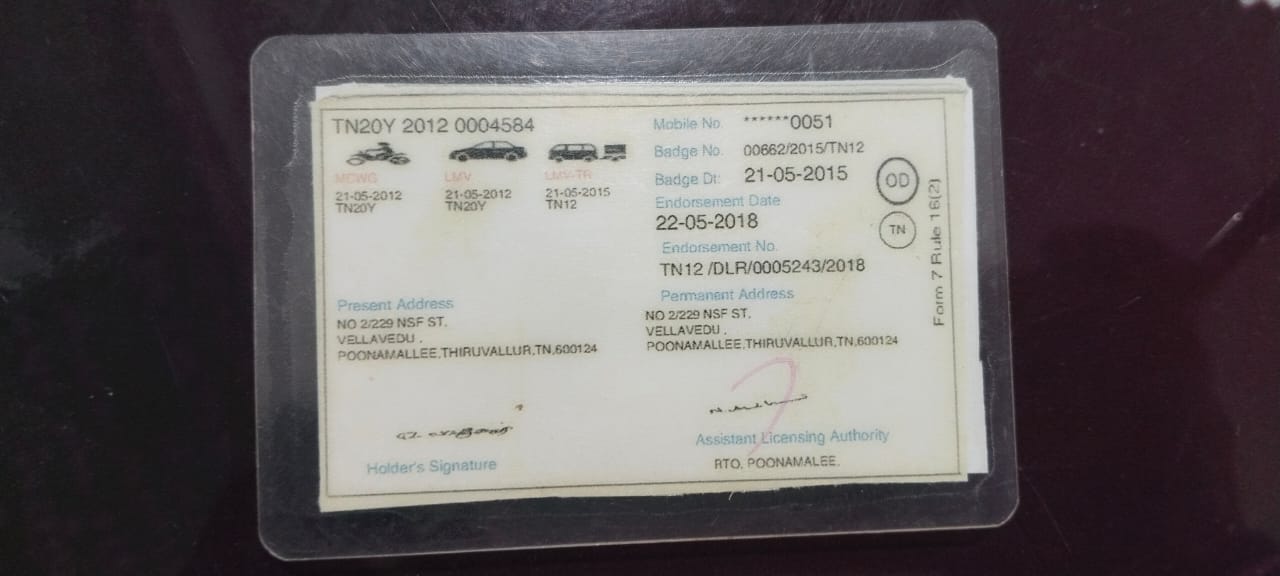 TN20Y 2012 0004584
MCWG LMV LMV-TR
21-05-2012 21-05-2012 21-05-2015
TN20Y TN20Y TN12
Mobile No. ******0051
Badge No. 00662/2015/TN12
Badge Dt: 21-05-2015
Endorsement Date
22-05-2018
Endorsement No.
TN12 /DLR/0005243/2018
OD
TN
Form 7 Rule 16(2)
Present Address
NO 2/229 NSF ST,
VELLAVEDU ,
POONAMALLEE,THIRUVALLUR,TN,600124
Permanent Address
NO 2/229 NSF ST,
VELLAVEDU ,
POONAMALLEE,THIRUVALLUR,TN,600124
Holder's Signature
Assistant Licensing Authority
RTO, POONAMALEE.